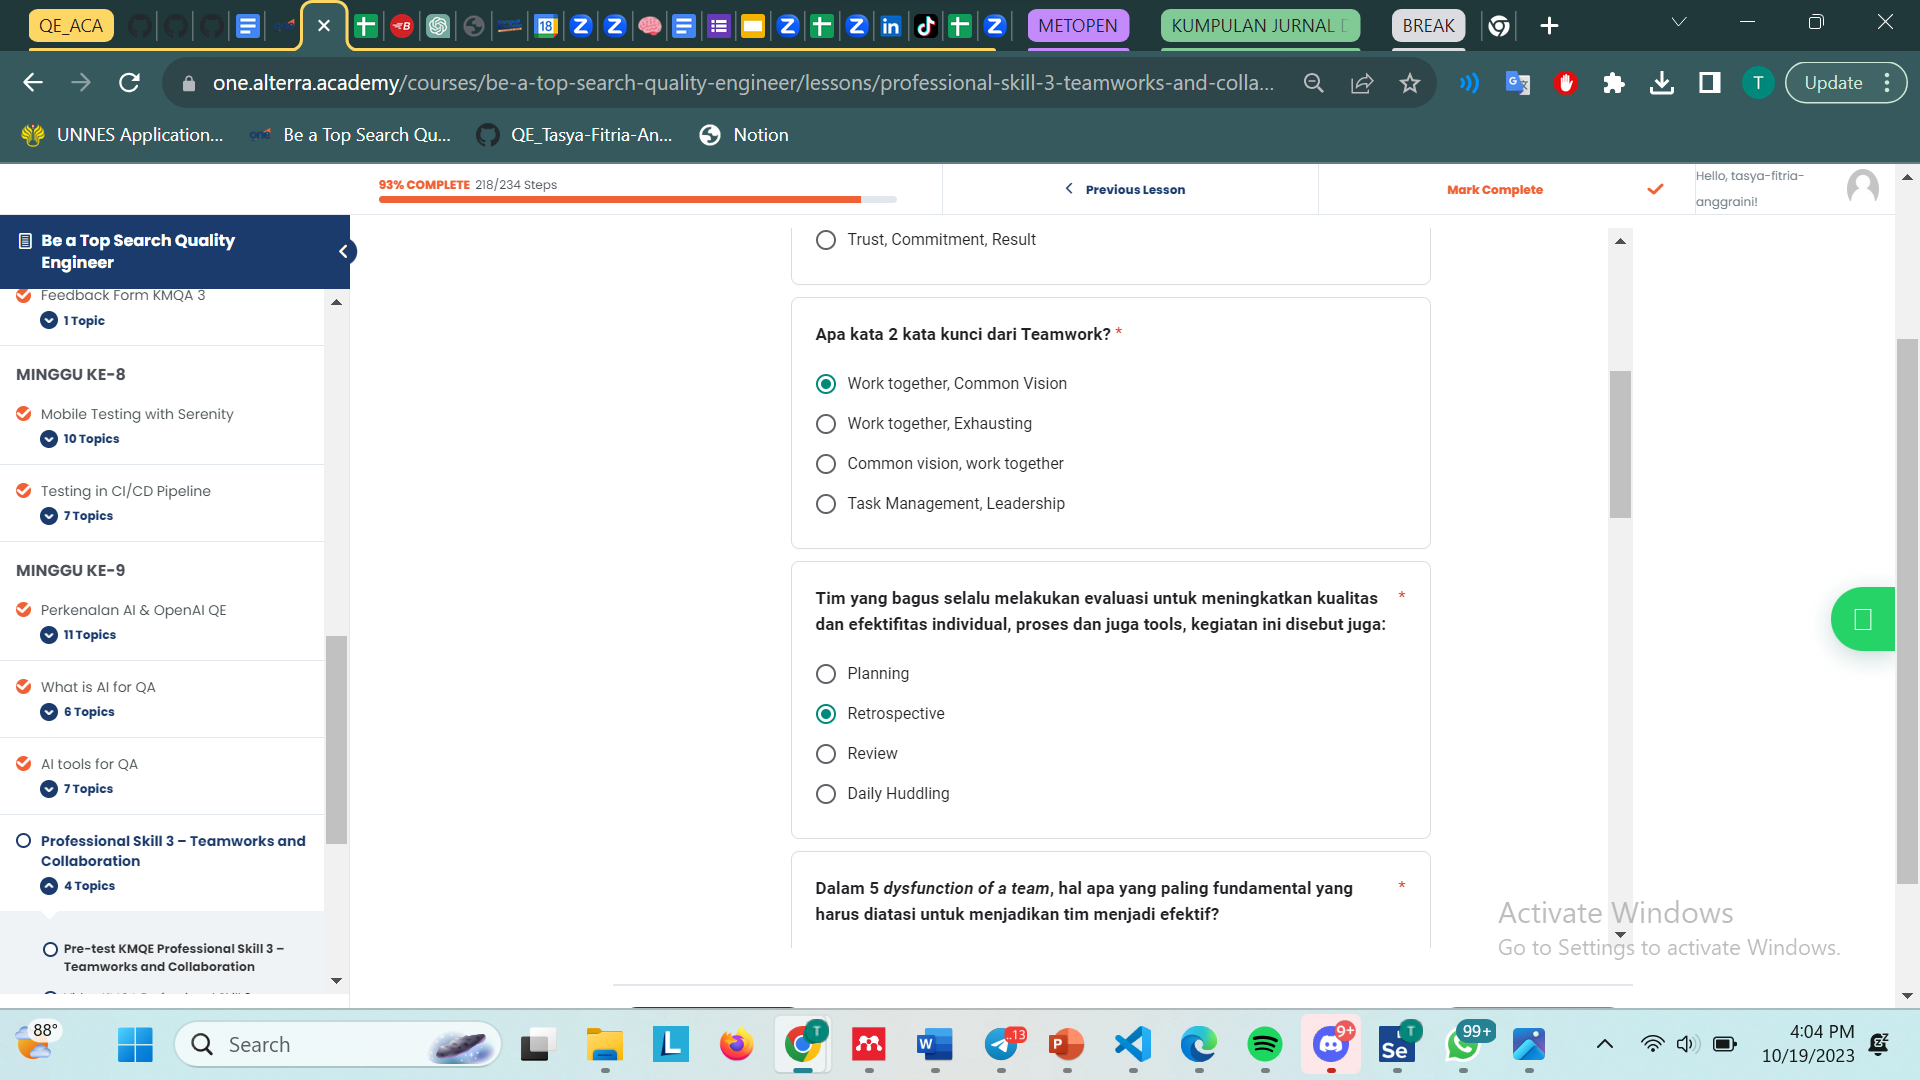 QE_ACA
METOPEN
KUMPULAN JURNAL
BREAK
one.alterra.academy/courses/be-a-top-search-quality-engineer/lessons/professional-skill-3-teamworks-and-colla...
T
Update
UNNES Application...
one
Be a Top Search Qu...
QE_Tasya-Fitria-An...
Notion
93% COMPLETE 218/234 Steps
Previous Lesson
Mark Complete
Hello, tasya-fitria-
anggraini!
Be a Top Search Quality
Engineer
Feedback Form KMQA 3
1 Topic
MINGGU KE-8
Mobile Testing with Serenity
10 Topics
Testing in CI/CD Pipeline
7 Topics
MINGGU KE-9
Perkenalan AI & OpenAI QE
11 Topics
What is AI for QA
6 Topics
AI tools for QA
7 Topics
Professional Skill 3 – Teamworks and
Collaboration
4 Topics
Pre-test KMQE Professional Skill 3 –
Teamworks and Collaboration
Trust, Commitment, Result
Apa kata 2 kata kunci dari Teamwork? *
Work together, Common Vision
Work together, Exhausting
Common vision, work together
Task Management, Leadership
Tim yang bagus selalu melakukan evaluasi untuk meningkatkan kualitas *
dan efektifitas individual, proses dan juga tools, kegiatan ini disebut juga:
Planning
Retrospective
Review
Daily Huddling
Dalam 5 dysfunction of a team, hal apa yang paling fundamental yang *
harus diatasi untuk menjadikan tim menjadi efektif?
Activate Windows
Go to Settings to activate Windows.
88°
Search
L
T
W
..13
P
9+
Se
T
99+
4:04 PM
10/19/2023